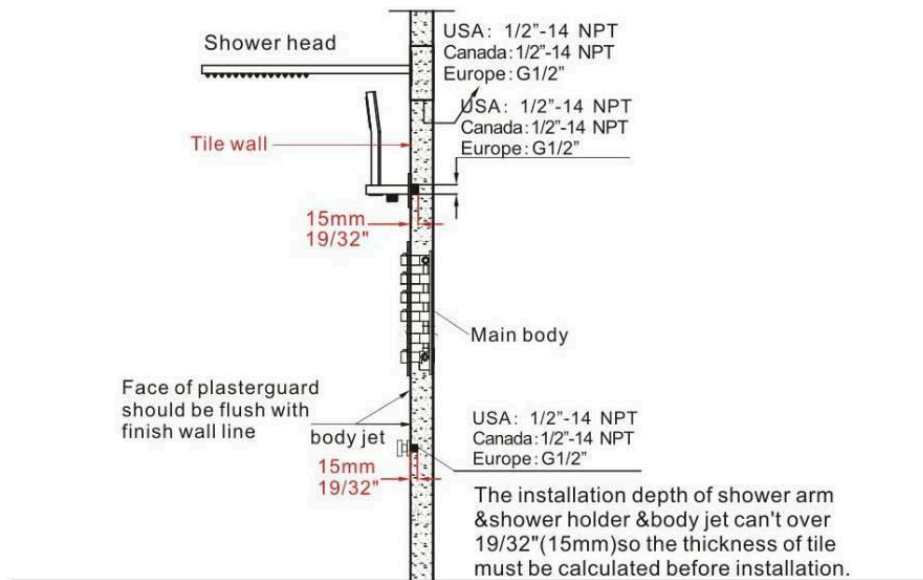 Shower head
USA: 1/2"-14 NPT
Canada:1/2"-14 NPT
Europe:G1/2"
USA: 1/2"-14 NPT
Canada:1/2"-14 NPT
Europe:G1/2"
Tile wall
15mm
19/32"
Main body
Face of plasterguard
should be flush with
finish wall line
body jet
USA: 1/2"-14 NPT
Canada:1/2"-14 NPT
Europe:G1/2"
15mm
19/32"
The installation depth of shower arm
&shower holder &body jet can't over
19/32"(15mm)so the thickness of tile
must be calculated before installation.